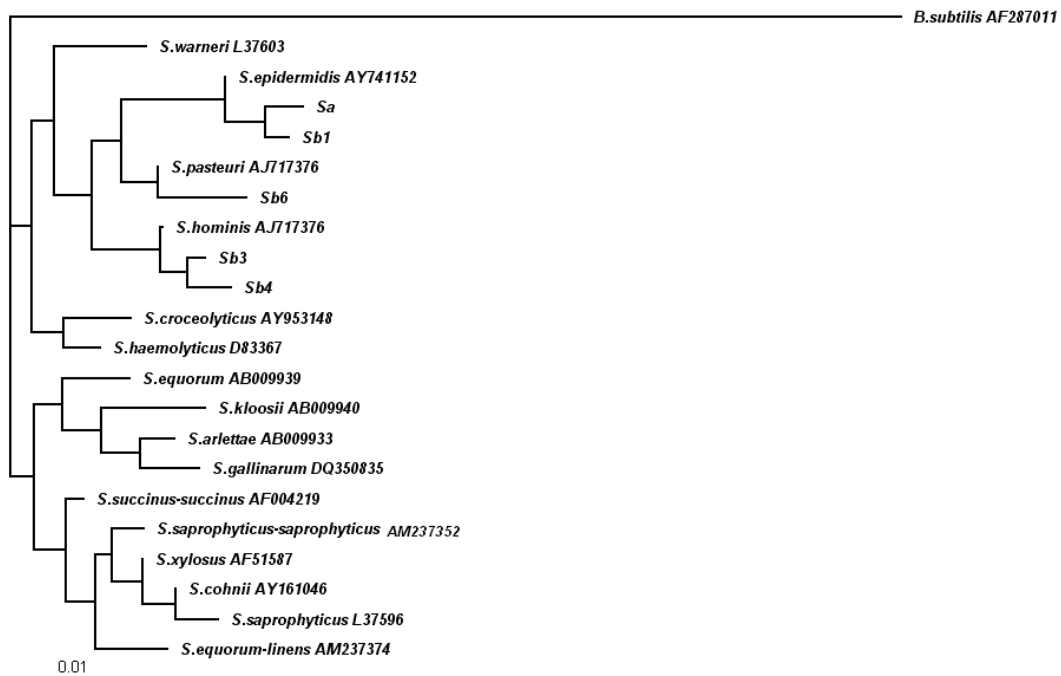 B.subtilis AF287011
S.warneri L37603
S.epidermidis AY741152
Sa
Sb1
S.pasteuri AJ717376
Sb6
S.hominis AJ717376
Sb3
Sb4
S.croceolyticus AY953148
S.haemolyticus D83367
S.equorum AB009939
S.kloosii AB009940
S.arlettae AB009933
S.gallinarum DQ350835
S.succinus-succinus AF004219
S.saprophyticus-saprophyticus AM237352
S.xylosus AF51587
S.cohnii AY161046
S.saprophyticus L37596
S.equorum-linens AM237374
0.01